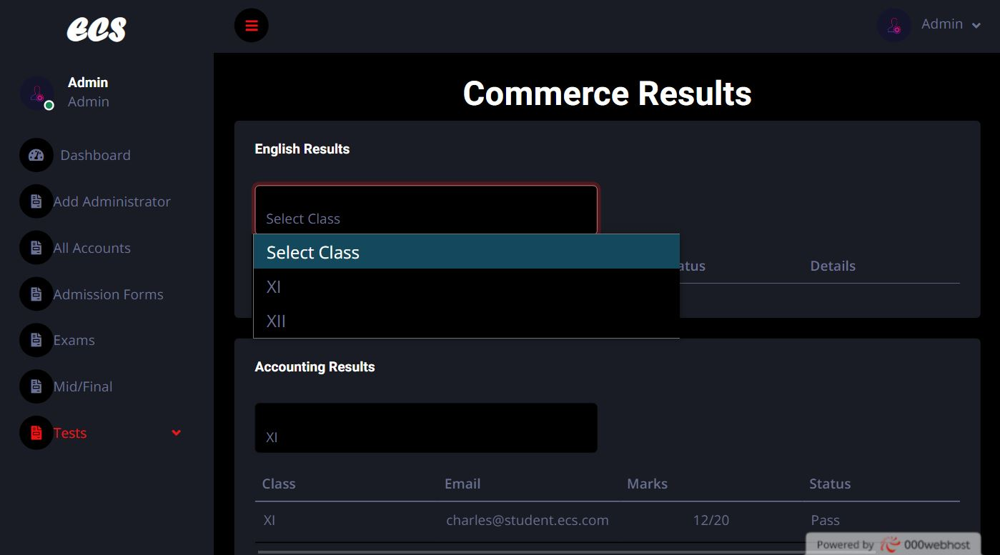 ecs
Admin
Admin
Admin
Dashboard
Add Administrator
All Accounts
Admission Forms
Exams
Mid/Final
Tests
Commerce Results
English Results
Select Class
Select Class
XI
XII
atus Details
Accounting Results
XI
Class Email Marks Status
XI charles@student.ecs.com 12/20 Pass
Powered by 000webhost